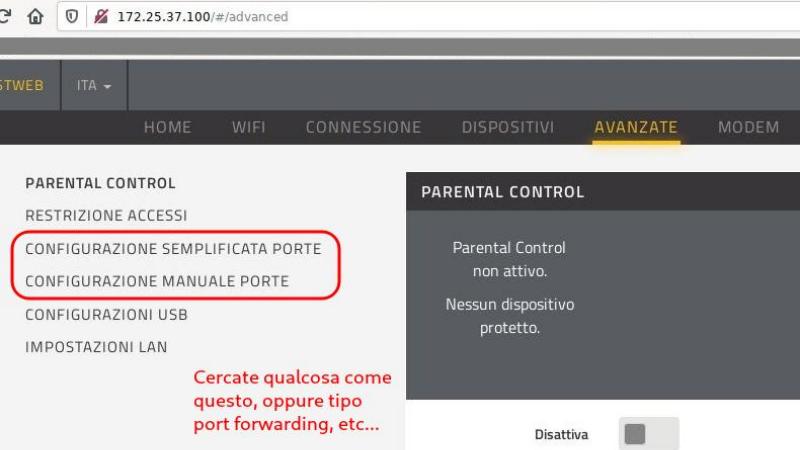 172.25.37.100/#/advanced
STWEB
ITA
HOME WIFI CONNESSIONE DISPOSITIVI AVANZATE MODEM
PARENTAL CONTROL
RESTRIZIONE ACCESSI
CONFIGURAZIONE SEMPLIFICATA PORTE
CONFIGURAZIONE MANUALE PORTE
CONFIGURAZIONI USB
IMPOSTAZIONI LAN
Cercate qualcosa come
questo, oppure tipo
port forwarding, etc...
PARENTAL CONTROL
Parental Control
non attivo.
Nessun dispositivo
protetto.
Disattiva